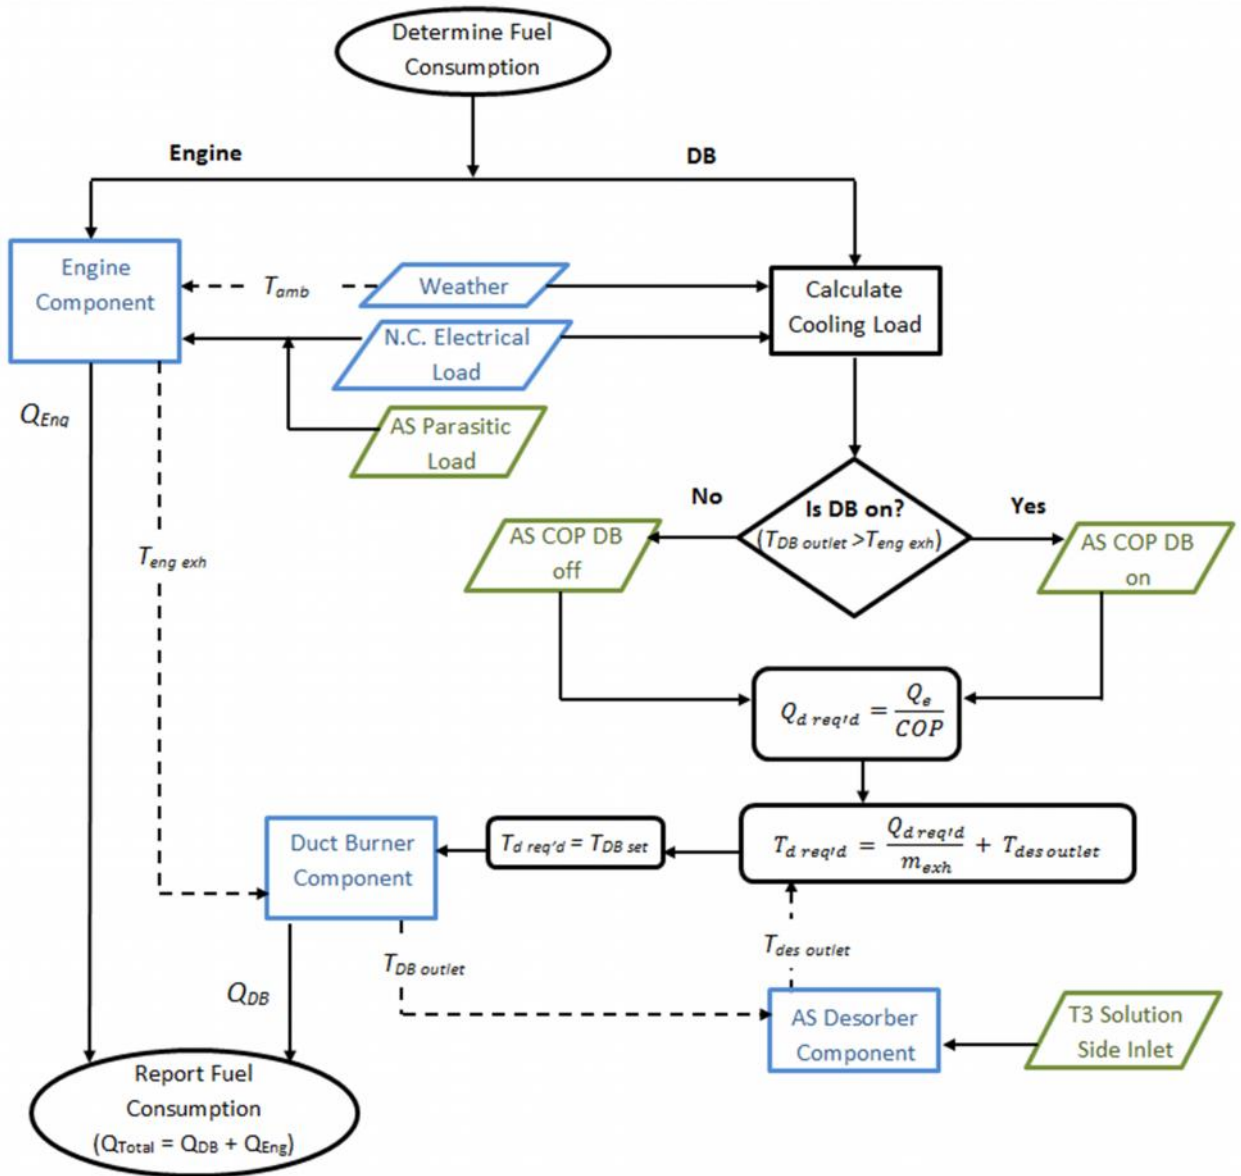 Determine Fuel
Consumption
Engine
DB
Engine
Component
T_amb
Weather
Calculate
Cooling Load
N.C. Electrical
Load
Q_Eng
AS Parasitic
Load
No
Is DB on?
(T_DB outlet >T_eng exh)
Yes
AS COP DB
off
AS COP DB
on
T_eng exh
Q_d req'd = Q_e / COP
Duct Burner
Component
T_d req'd = T_DB set
T_d req'd = Q_d req'd / m_exh + T_des outlet
T_DB outlet
T_des outlet
Q_DB
AS Desorber
Component
T3 Solution
Side Inlet
Report Fuel
Consumption
(Q_Total = Q_DB + Q_Eng)